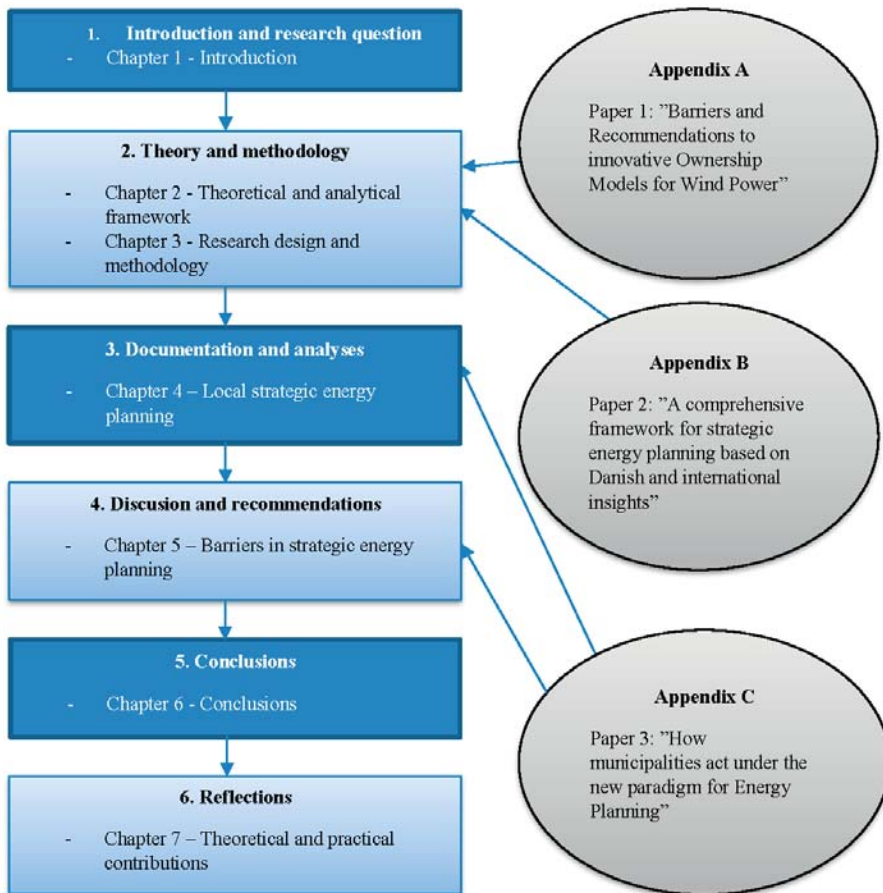 1. Introduction and research question
- Chapter 1 - Introduction
2. Theory and methodology
- Chapter 2 - Theoretical and analytical
framework
- Chapter 3 - Research design and
methodology
3. Documentation and analyses
- Chapter 4 – Local strategic energy
planning
4. Discusion and recommendations
- Chapter 5 – Barriers in strategic energy
planning
5. Conclusions
- Chapter 6 - Conclusions
6. Reflections
- Chapter 7 – Theoretical and practical
contributions
Appendix A
Paper 1: ”Barriers and
Recommendations to
innovative Ownership
Models for Wind Power”
Appendix B
Paper 2: ”A comprehensive
framework for strategic
energy planning based on
Danish and international
insights”
Appendix C
Paper 3: ”How
municipalities act under the
new paradigm for Energy
Planning”